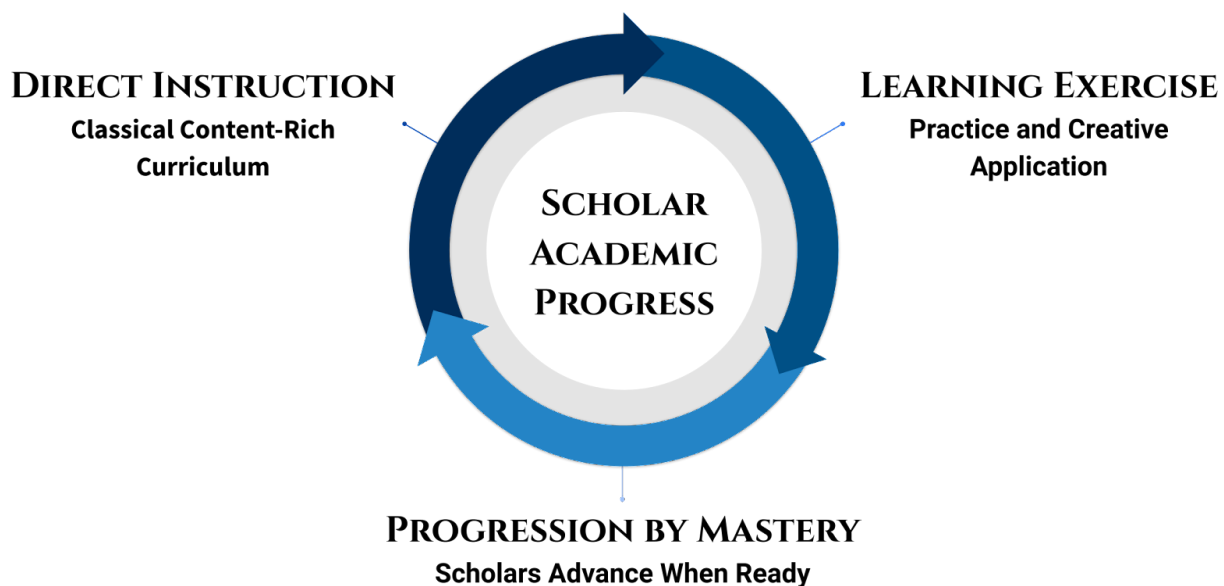 Direct Instruction
Classical Content-Rich
Curriculum
Learning Exercise
Practice and Creative
Application
Scholar
Academic
Progress
Progression by Mastery
Scholars Advance When Ready